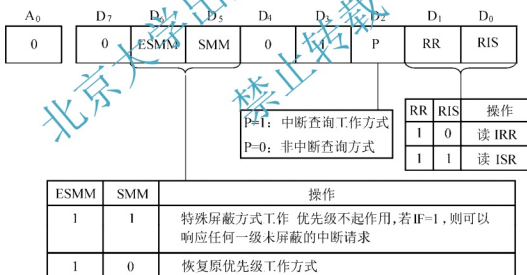 A0 D7 D6 D5 D4 D3 D2 D1 D0
0 0 ESMM SMM 0 1 P RR RIS
P=1：中断查询工作方式
P=0：非中断查询方式
RR RIS 操作
1 0 读 IRR
1 1 读 ISR
ESMM SMM 操作
1 1 特殊屏蔽方式工作 优先级不起作用,若IF=1,则可以
响应任何一级未屏蔽的中断请求
1 0 恢复原优先级工作方式
北京大学出
禁止转载